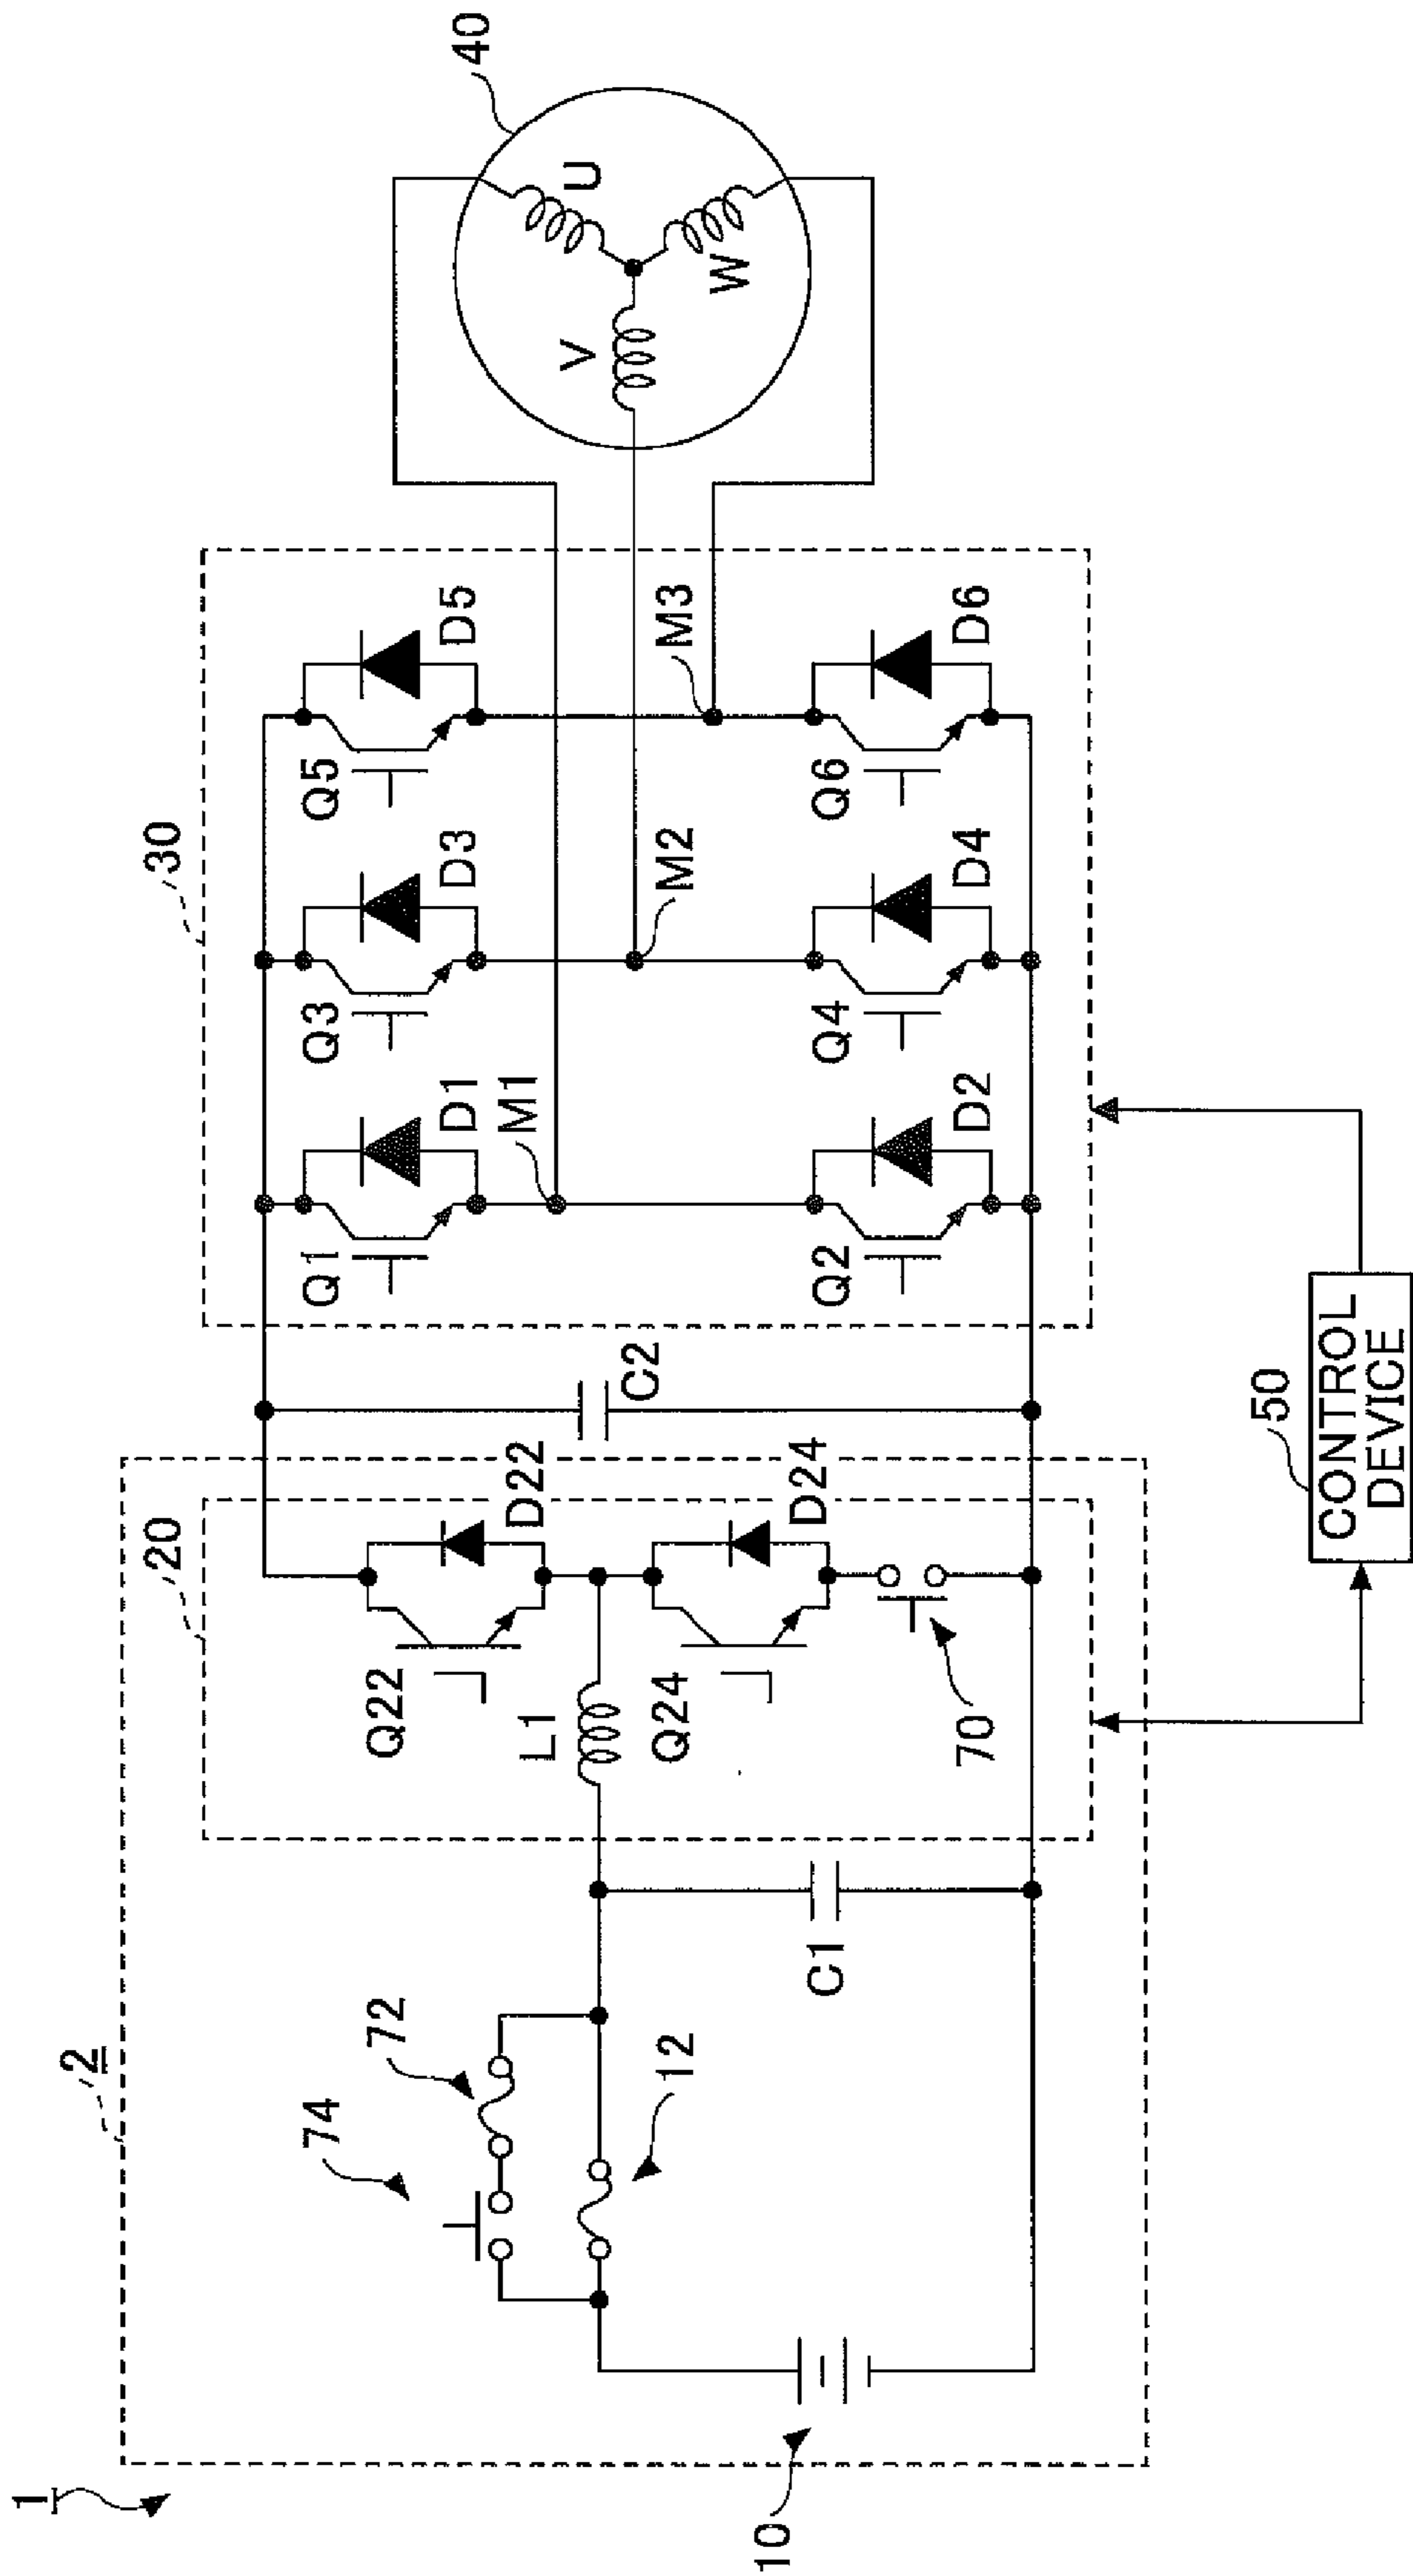 1
2
10
12
74
72
C1
20
L1
Q22
D22
Q24
D24
70
C2
30
Q1
D1
M1
Q3
D3
M2
Q5
D5
M3
Q2
D2
Q4
D4
Q6
D6
40
U
V
W
50
CONTROL
DEVICE